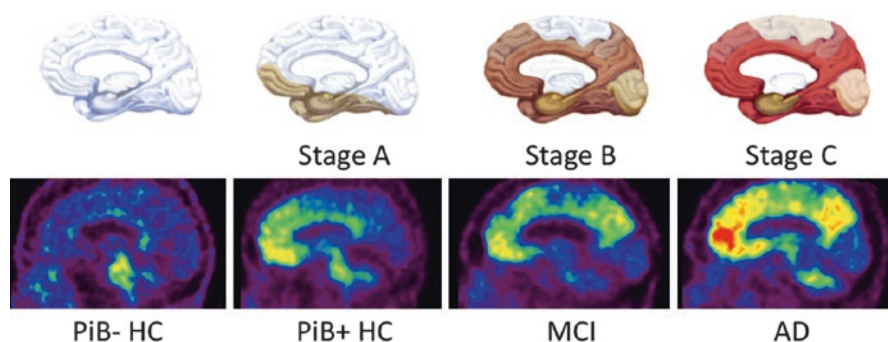 Stage A
Stage B
Stage C
PiB- HC
PiB+ HC
MCI
AD